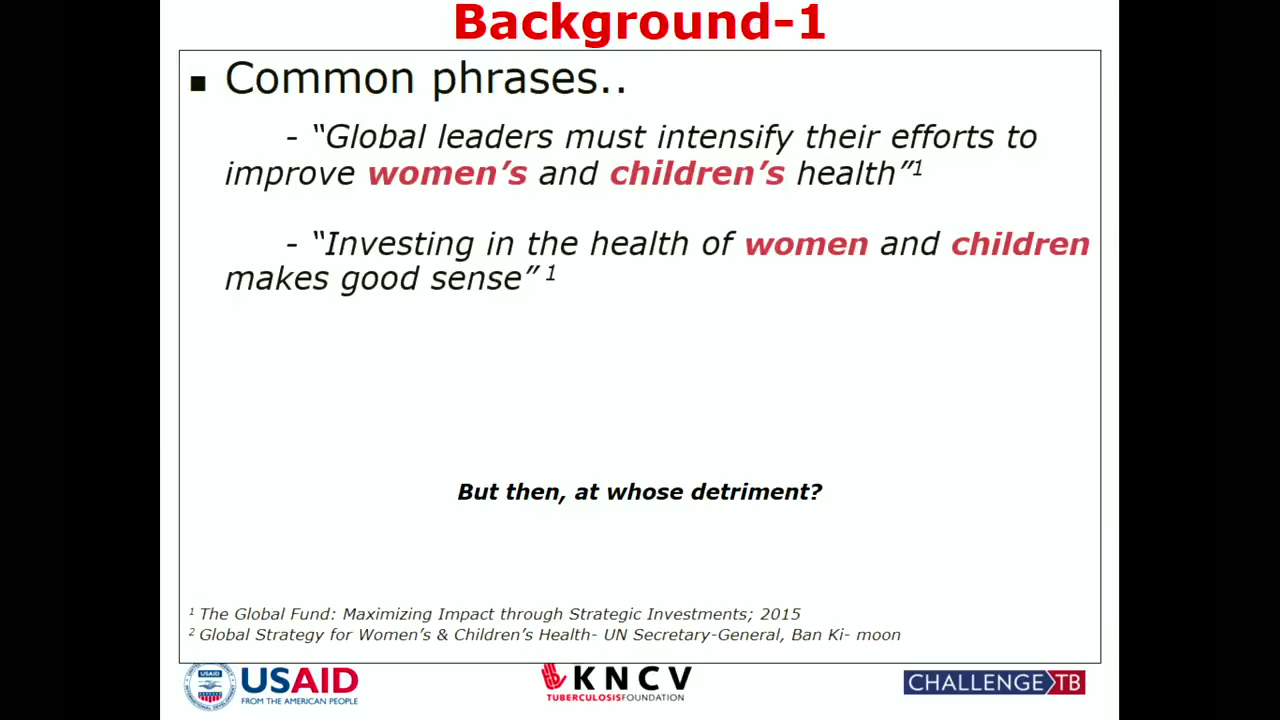 Background-1
▪ Common phrases..
- “Global leaders must intensify their efforts to
improve women’s and children’s health”1
- “Investing in the health of women and children
makes good sense” 1
But then, at whose detriment?
1 The Global Fund: Maximizing Impact through Strategic Investments; 2015
2 Global Strategy for Women’s & Children’s Health- UN Secretary-General, Ban Ki- moon
USAID
FROM THE AMERICAN PEOPLE
KNCV
TUBERCULOSISFOUNDATION
CHALLENGE TB